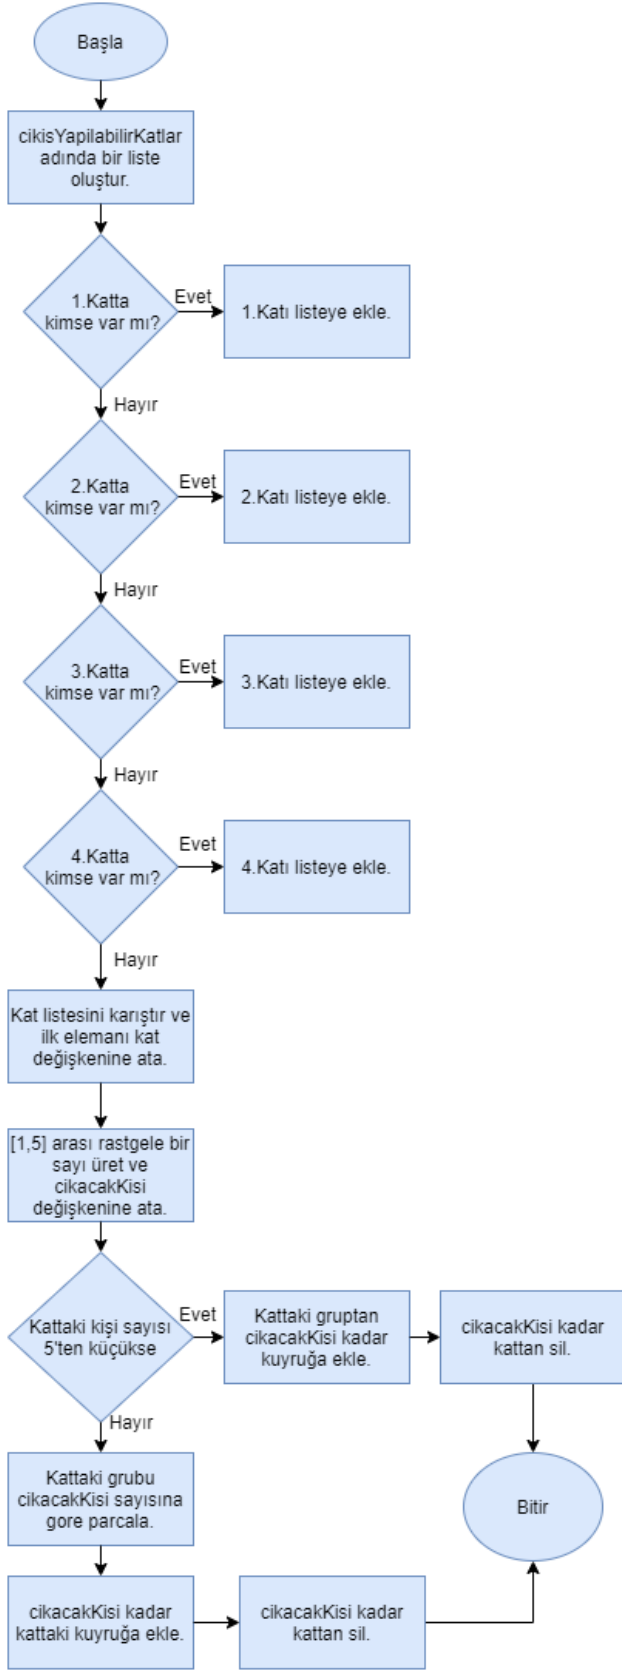 Başla
cikisYapilabilirKatlar
adında bir liste
oluştur.
1.Katta
kimse var mı?
Evet
1.Katı listeye ekle.
Hayır
2.Katta
kimse var mı?
Evet
2.Katı listeye ekle.
Hayır
3.Katta
kimse var mı?
Evet
3.Katı listeye ekle.
Hayır
4.Katta
kimse var mı?
Evet
4.Katı listeye ekle.
Hayır
Kat listesini karıştır ve
ilk elemanı kat
değişkenine ata.
[1,5] arası rastgele bir
sayı üret ve
cikacakKisi
değişkenine ata.
Kattaki kişi sayısı
5'ten küçükse
Evet
Kattaki gruptan
cikacakKisi kadar
kuyruğa ekle.
cikacakKisi kadar
kattan sil.
Hayır
Kattaki grubu
cikacakKisi sayısına
gore parcala.
Bitir
cikacakKisi kadar
kattaki kuyruğa ekle.
cikacakKisi kadar
kattan sil.